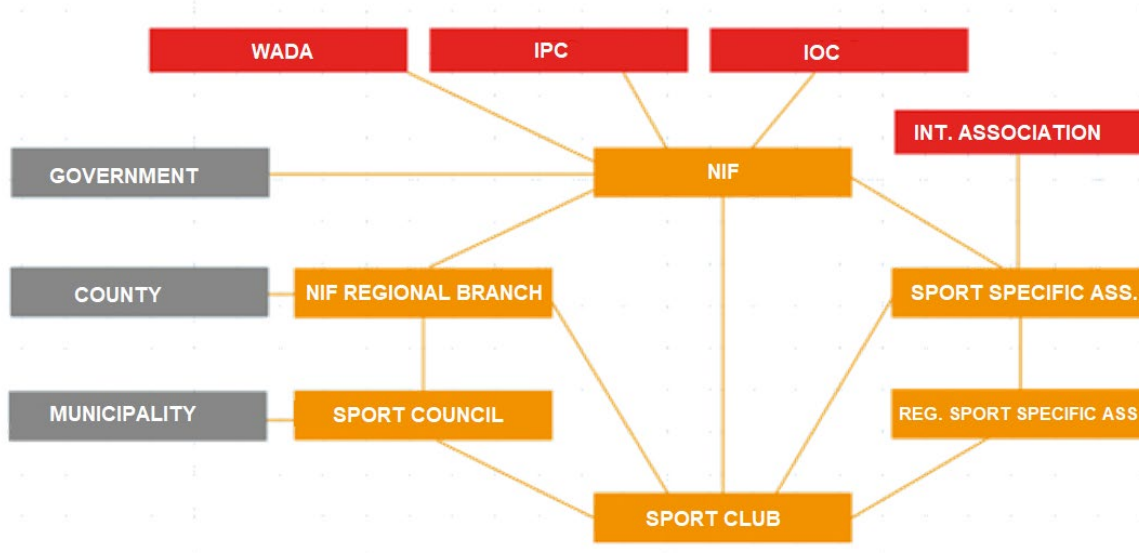 WADA
IPC
IOC
INT. ASSOCIATION
GOVERNMENT
NIF
COUNTY
NIF REGIONAL BRANCH
SPORT SPECIFIC ASS.
MUNICIPALITY
SPORT COUNCIL
REG. SPORT SPECIFIC ASS
SPORT CLUB